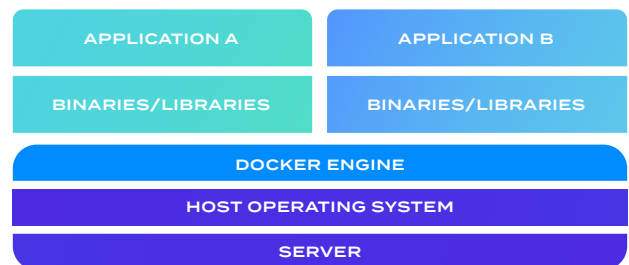 APPLICATION A
APPLICATION B
BINARIES/LIBRARIES
BINARIES/LIBRARIES
DOCKER ENGINE
HOST OPERATING SYSTEM
SERVER